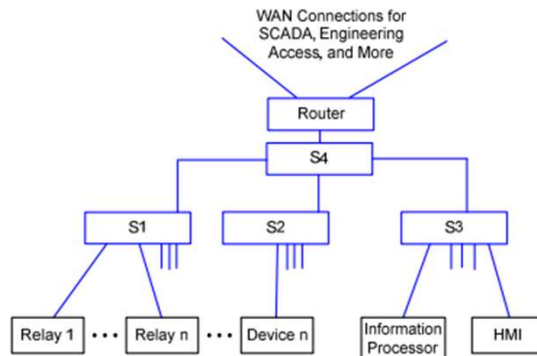 WAN Connections for
SCADA, Engineering
Access, and More
Router
S4
S1
S2
S3
Relay 1
•••
Relay n
•••
Device n
Information
Processor
HMI